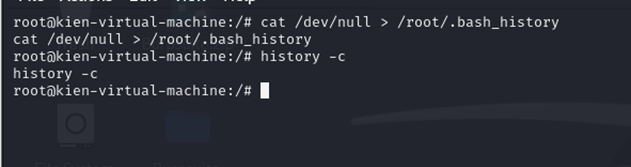 root@kien-virtual-machine:/# cat /dev/null > /root/.bash_history
cat /dev/null > /root/.bash_history
root@kien-virtual-machine:/# history -c
history -c
root@kien-virtual-machine:/#